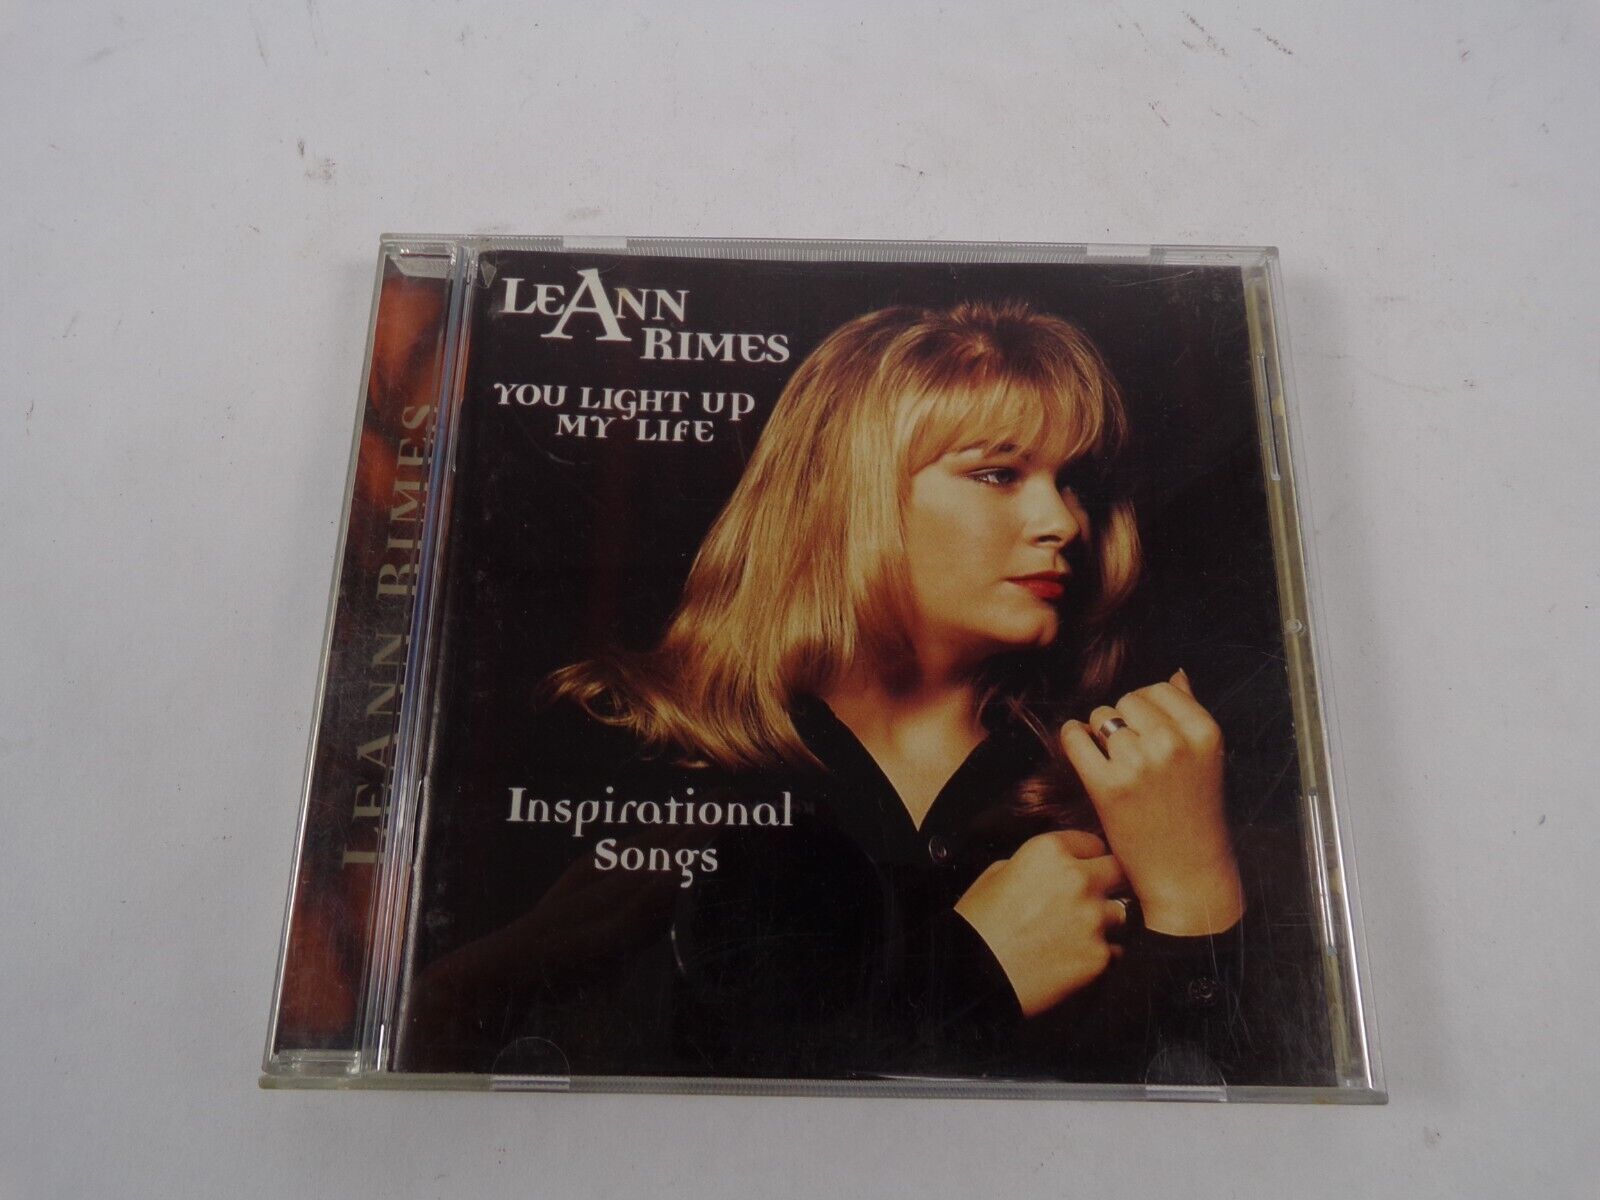 LEANN RIMES
LEANN
RIMES
YOU LIGHT UP
MY LIFE
Inspirational
Songs